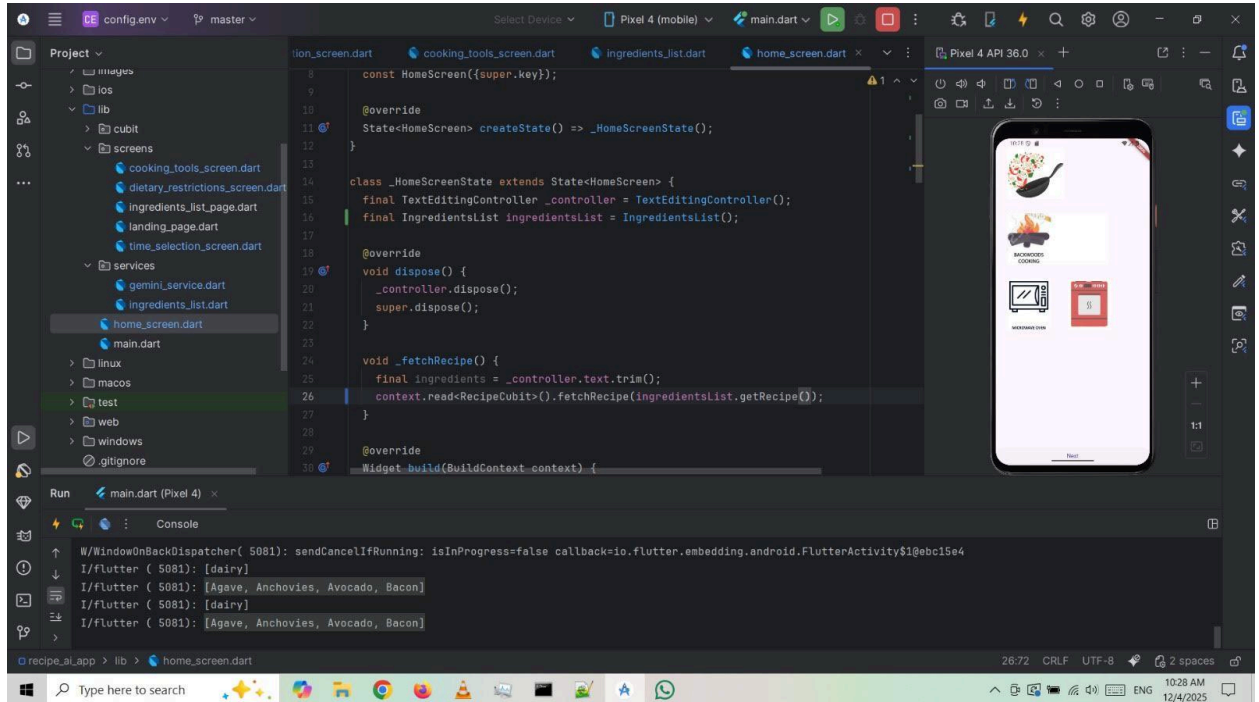 config.env
master
Select Device
Pixel 4 (mobile)
main.dart
Project
images
ios
lib
cubit
screens
cooking_tools_screen.dart
dietary_restrictions_screen.dart
ingredients_list_page.dart
landing_page.dart
time_selection_screen.dart
services
gemini_service.dart
ingredients_list.dart
home_screen.dart
main.dart
linux
macos
test
web
windows
.gitignore
tion_screen.dart
cooking_tools_screen.dart
ingredients_list.dart
home_screen.dart
1
8 const HomeScreen({super.key});
9
10 @override
11 State<HomeScreen> createState() => _HomeScreenState();
12 }
13
14 class _HomeScreenState extends State<HomeScreen> {
15 final TextEditingController _controller = TextEditingController();
16 final IngredientsList ingredientsList = IngredientsList();
17
18 @override
19 void dispose() {
20 _controller.dispose();
21 super.dispose();
22 }
23
24 void _fetchRecipe() {
25 final ingredients = _controller.text.trim();
26 context.read<RecipeCubit>().fetchRecipe(ingredientsList.getRecipe());
27 }
28
29 @override
30 Widget build(BuildContext context) {
Pixel 4 API 36.0
10:28
BACKWOODS
COOKING
MICROWAVE OVEN
Next
1:1
Run
main.dart (Pixel 4)
Console
W/WindowOnBackDispatcher( 5081): sendCancelIfRunning: isInProgress=false callback=io.flutter.embedding.android.FlutterActivity$1@ebc15e4
I/flutter ( 5081): [dairy]
I/flutter ( 5081): [Agave, Anchovies, Avocado, Bacon]
I/flutter ( 5081): [dairy]
I/flutter ( 5081): [Agave, Anchovies, Avocado, Bacon]
recipe_ai_app > lib > home_screen.dart
26:72 CRLF UTF-8 2 spaces
Type here to search
ENG
10:28 AM
12/4/2025